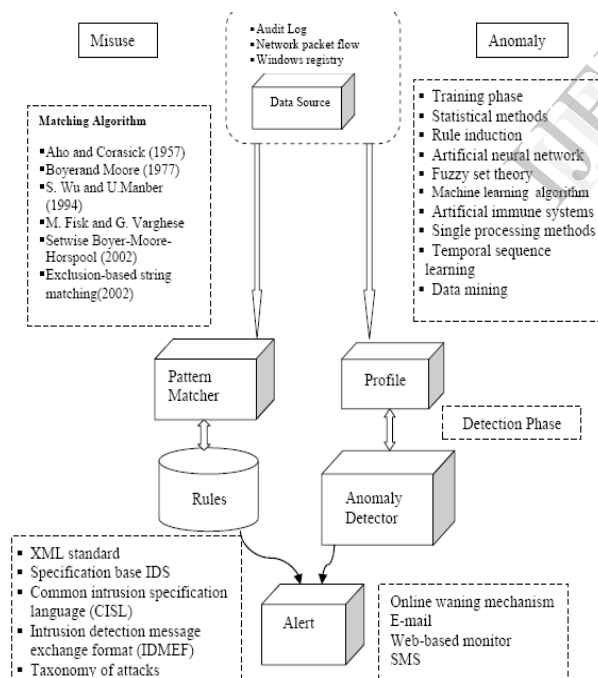 Misuse
▪ Audit Log
▪ Network packet flow
▪ Windows registry
Data Source
Anomaly
Matching Algorithm
▪Aho and Corasick (1957)
▪Boyerand Moore (1977)
▪S. Wu and U.Manber
(1994)
▪M. Fisk and G. Varghese
▪Setwise Boyer-Moore-
Horspool (2002)
▪Exclusion-based string
matching(2002)
▪ Training phase
▪ Statistical methods
▪ Rule induction
▪ Artificial neural network
▪ Fuzzy set theory
▪ Machine learning algorithm
▪ Artificial immune systems
▪ Single processing methods
▪ Temporal sequence
learning
▪ Data mining
Pattern
Matcher
Profile
Detection Phase
Rules
Anomaly
Detector
▪ XML standard
▪ Specification base IDS
▪ Common intrusion specification
language (CISL)
▪ Intrusion detection message
exchange format (IDMEF)
▪ Taxonomy of attacks
Alert
Online waning mechanism
E-mail
Web-based monitor
SMS